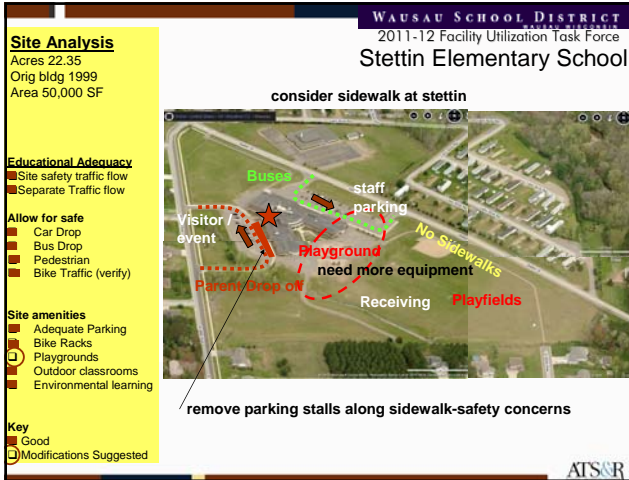 WAUSAU SCHOOL DISTRICT
WAUSAU WISCONSIN
2011-12 Facility Utilization Task Force
Stettin Elementary School
Site Analysis
Acres 22.35
Orig bldg 1999
Area 50,000 SF
Educational Adequacy
Site safety traffic flow
Separate Traffic flow
Allow for safe
Car Drop
Bus Drop
Pedestrian
Bike Traffic (verify)
Site amenities
Adequate Parking
Bike Racks
Playgrounds
Outdoor classrooms
Environmental learning
Key
Good
Modifications Suggested
consider sidewalk at stettin
Buses
staff
parking
Visitor /
event
Playground
No Sidewalks
need more equipment
Parent Drop off
Receiving
Playfields
remove parking stalls along sidewalk-safety concerns
ATS&R